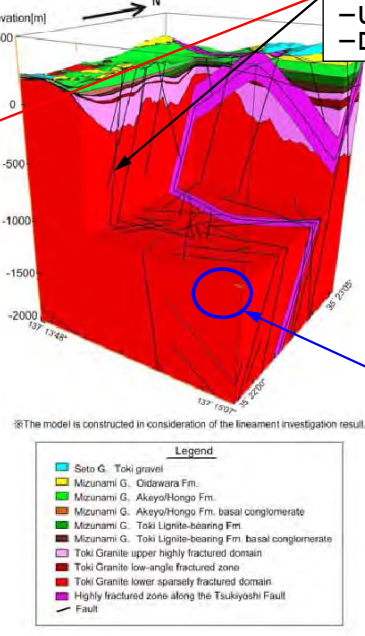 N
evation[m]
500
0
-500
-1000
-1500
-2000
137°13'48"
137°15'07"
35°22'00"
35°23'05"
※The model is constructed in consideration of the lineament investigation result.
Legend
Seto G. Toki gravel
Mizunami G. Oidawara Fm.
Mizunami G. Akeyo/Hongo Fm.
Mizunami G. Akeyo/Hongo Fm. basal conglomerate
Mizunami G. Toki Lignite-bearing Fm.
Mizunami G. Toki Lignite-bearing Fm. basal conglomerate
Toki Granite upper highly fractured domain
Toki Granite low-angle fractured zone
Toki Granite lower sparsely fractured domain
Highly fractured zone along the Tsukiyoshi Fault
Fault